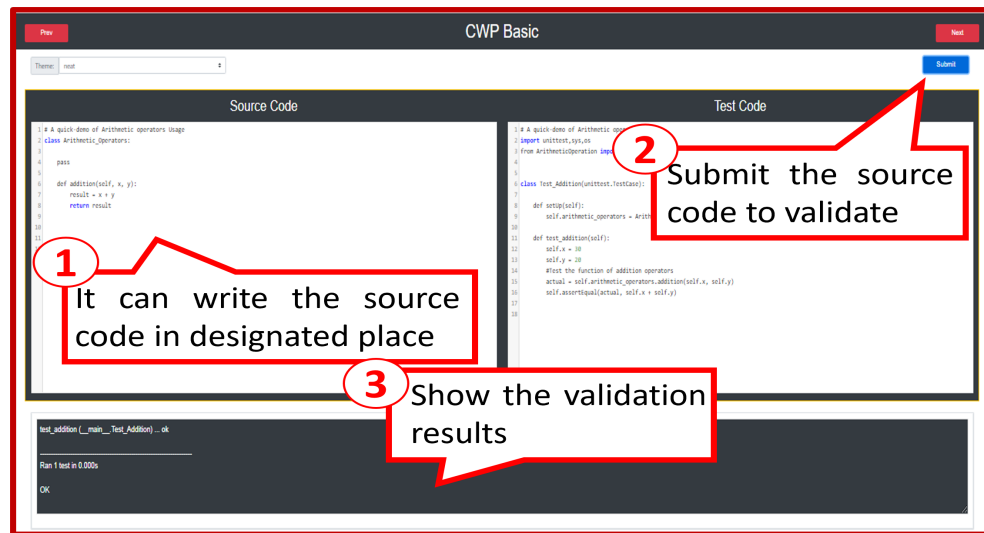 Prev
CWP Basic
Next
Theme: neat
Submit
Source Code
1 # A quick-demo of Arithmetic operators Usage
2 class Arithmetic_Operators:
3
4     pass
5
6     def addition(self, x, y):
7         result = x + y
8         return result
9
10
11
Test Code
1 # A quick-demo of Arithmetic
2 import unittest,sys,os
3 from ArithmeticOperation
4
5
6 class Test_Addition(unittest.TestCase):
7
8     def setUp(self):
9         self.arithmetic_operators =
10
11     def test_addition(self):
12         self.x = 30
13         self.y = 20
14         #Test the function of addition operators
15         actual = self.arithmetic_operators.addition(self.x, self.y)
16         self.assertEqual(actual, self.x + self.y)
17
18
1
It can write the source
code in designated place
2
Submit the source
code to validate
3
Show the validation
results
test_addition (__main__.Test_Addition) ... ok
Ran 1 test in 0.000s
OK